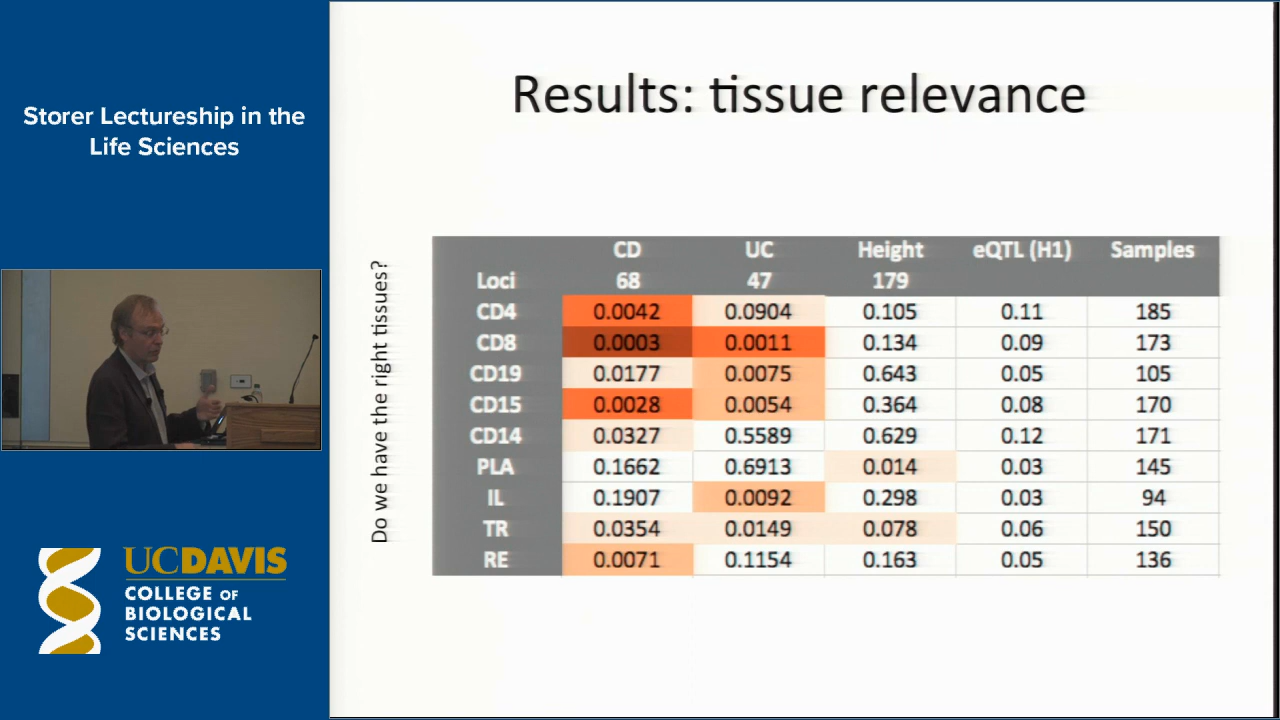 Storer Lectureship in the
Life Sciences
UCDAVIS
COLLEGE OF
BIOLOGICAL
SCIENCES
Results: tissue relevance
Do we have the right tissues?
CD UC Height eQTL (H1) Samples
Loci 68 47 179
CD4 0.0042 0.0904 0.105 0.11 185
CD8 0.0003 0.0011 0.134 0.09 173
CD19 0.0177 0.0075 0.643 0.05 105
CD15 0.0028 0.0054 0.364 0.08 170
CD14 0.0327 0.5589 0.629 0.12 171
PLA 0.1662 0.6913 0.014 0.03 145
IL 0.1907 0.0092 0.298 0.03 94
TR 0.0354 0.0149 0.078 0.06 150
RE 0.0071 0.1154 0.163 0.05 136